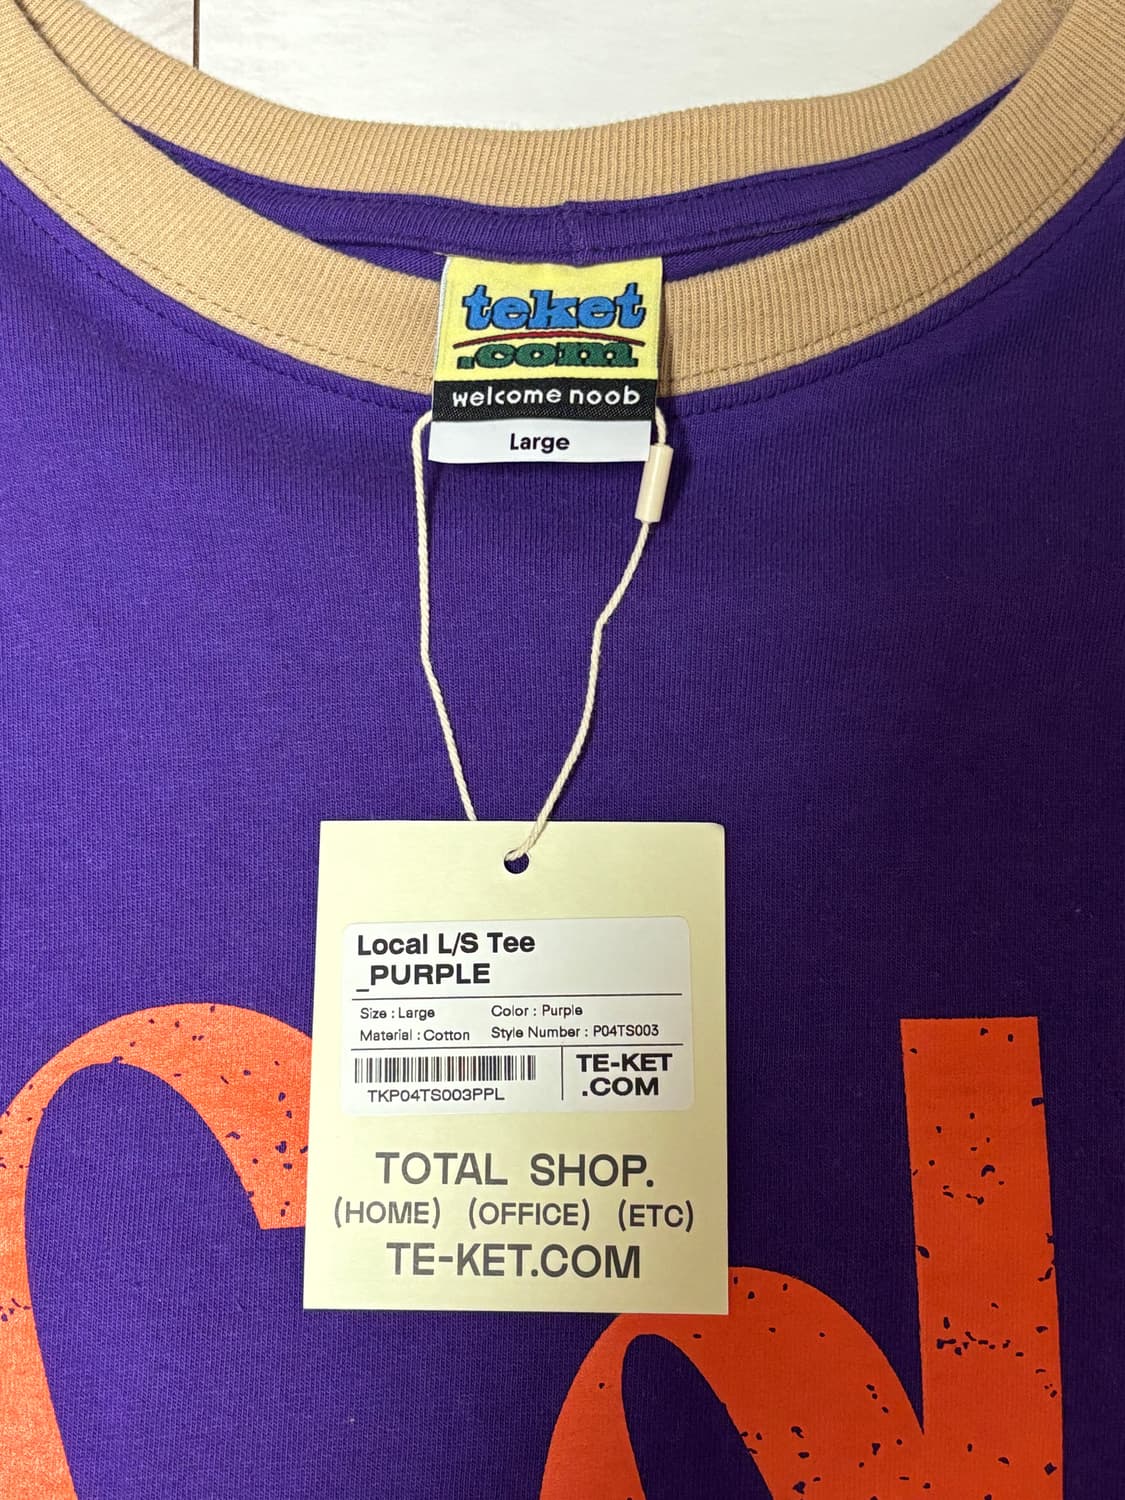 teket
.com
welcome noob
Large
Local L/S Tee
_PURPLE
Size : Large Color : Purple
Material : Cotton Style Number : P04TS003
TKP04TS003PPL
TE-KET
.COM
TOTAL SHOP.
(HOME) (OFFICE) (ETC)
TE-KET.COM